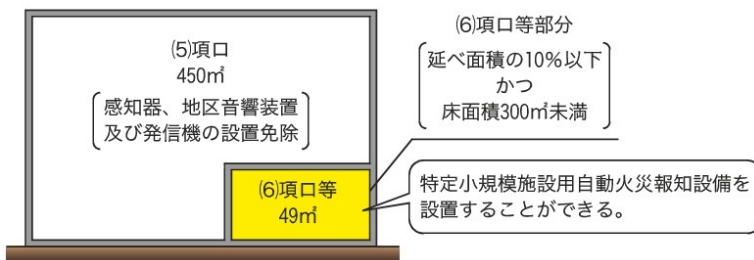 ⑸項ロ
450㎡
感知器、地区音響装置
及び発信機の設置免除
⑹項ロ等
49㎡
⑹項ロ等部分
延べ面積の10%以下
かつ
床面積300㎡未満
特定小規模施設用自動火災報知設備を
設置することができる。